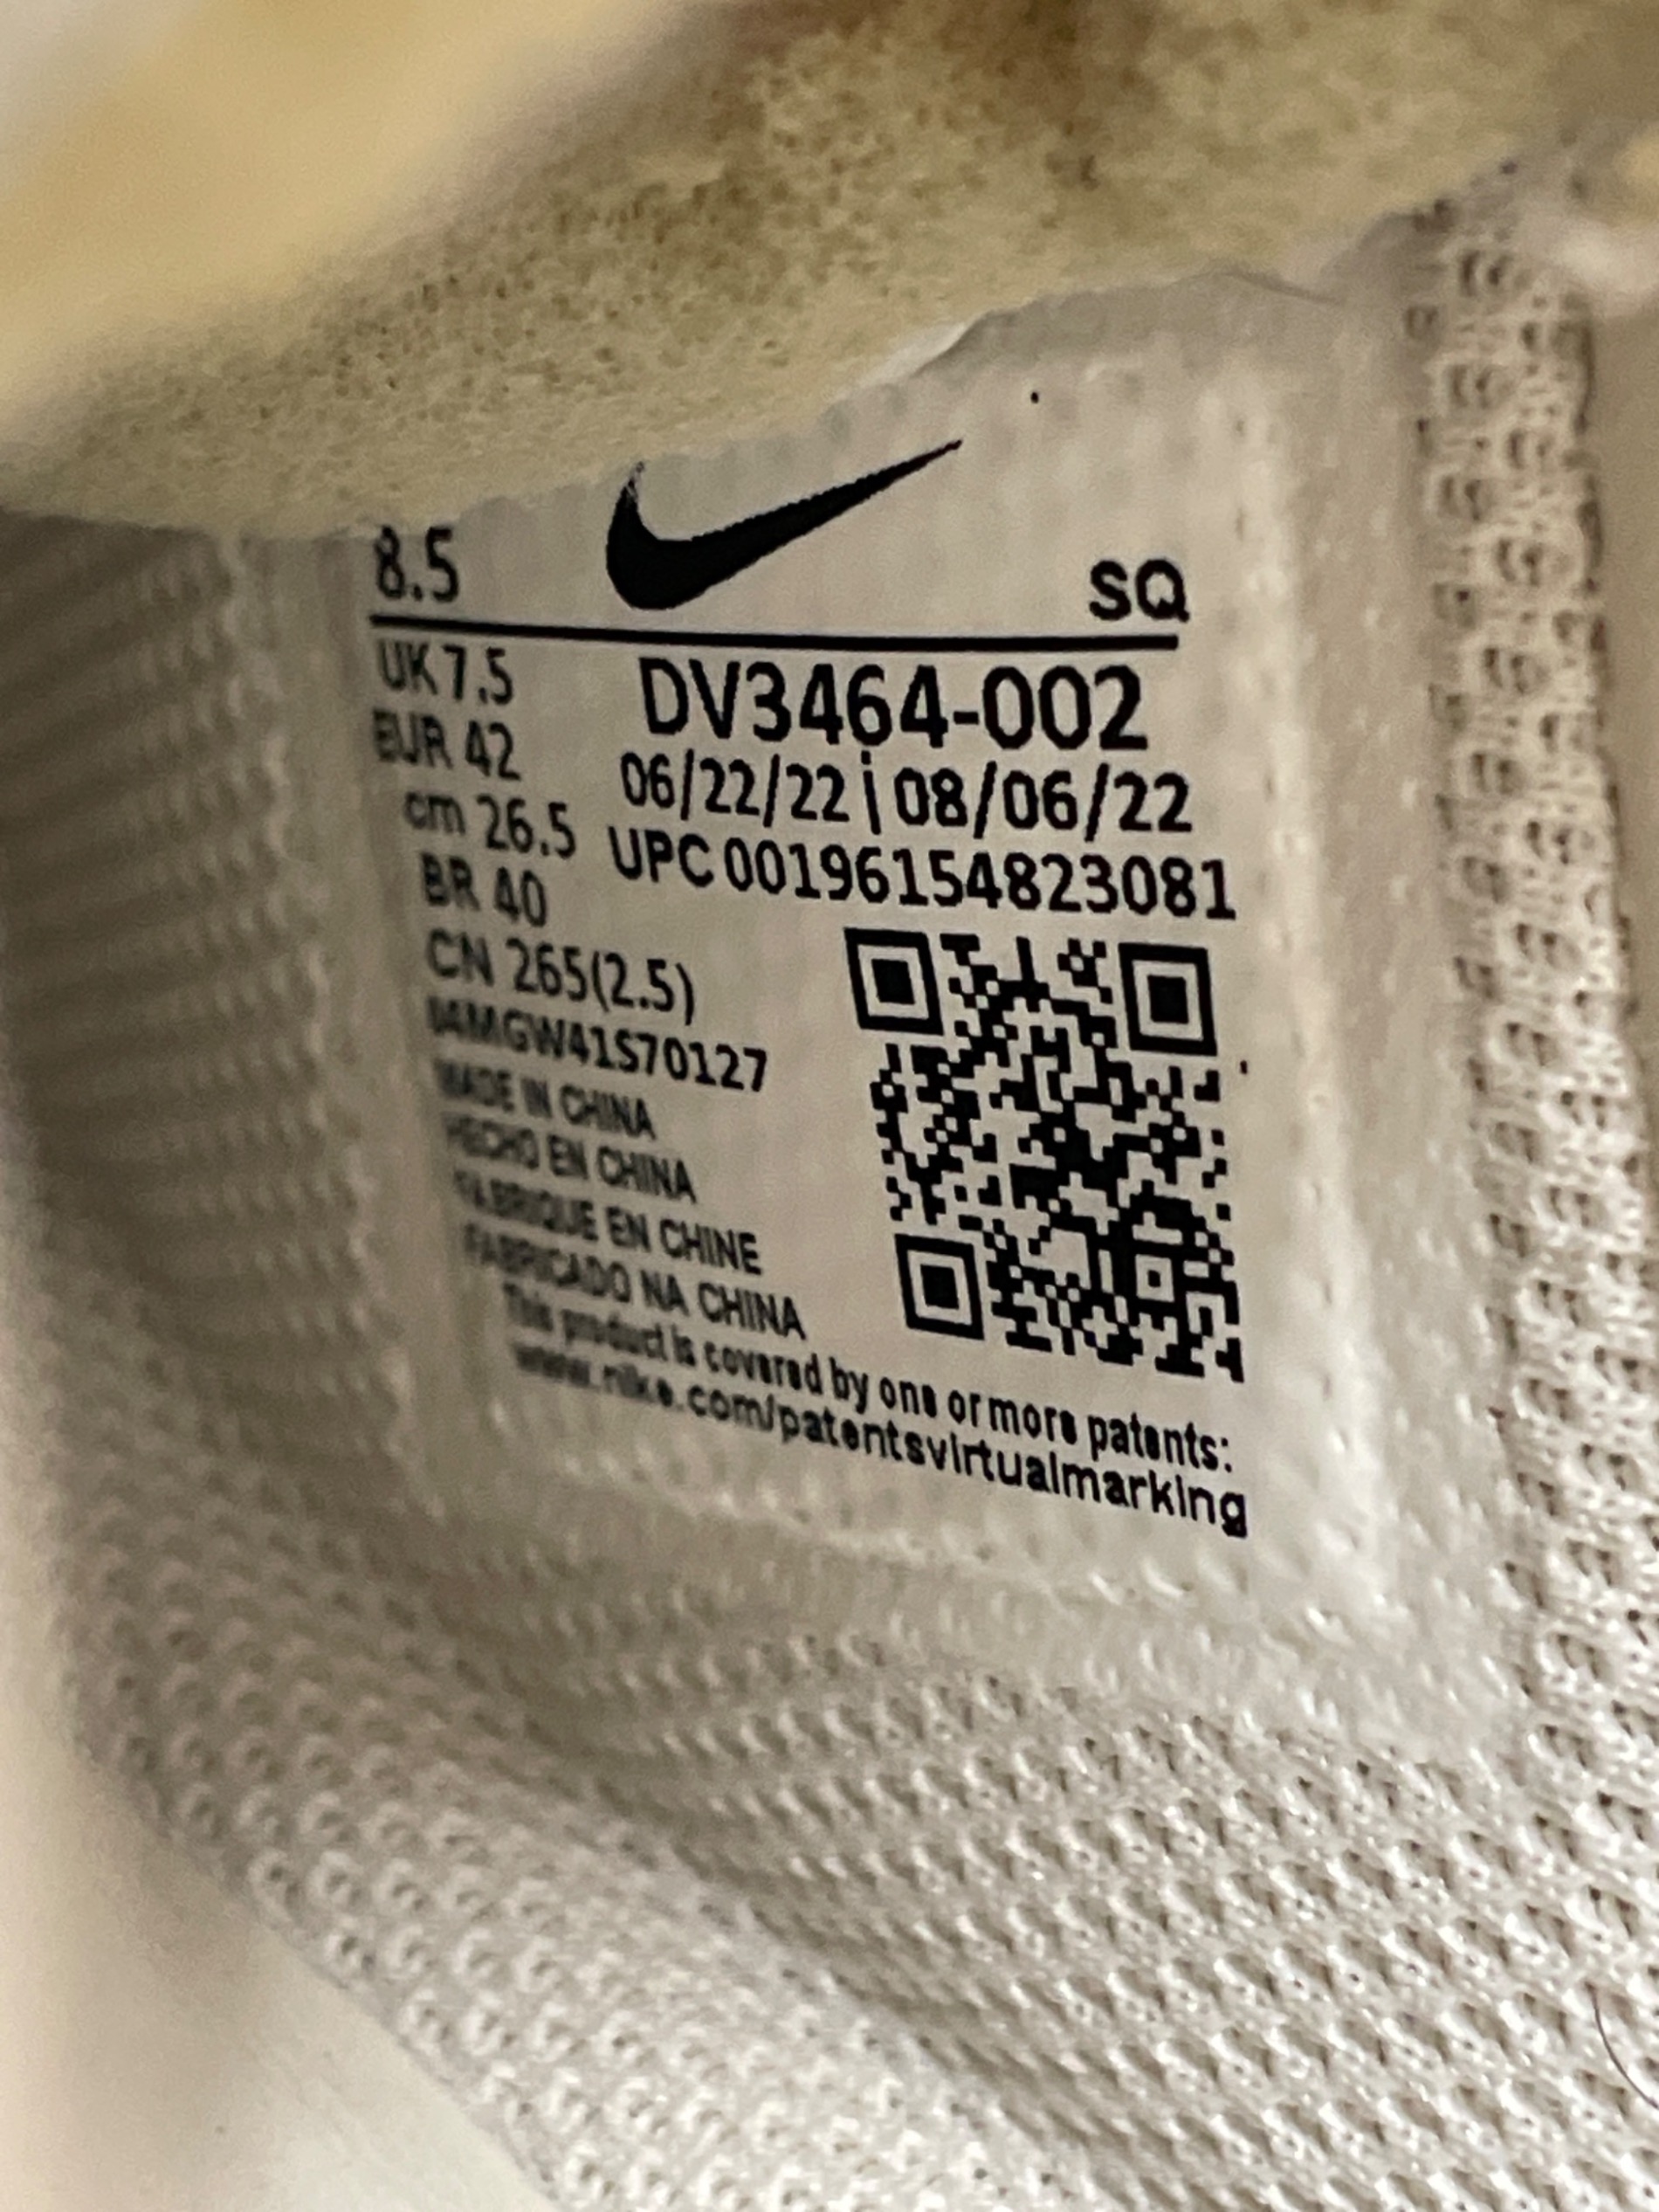 8.5 SQ
UK 7.5 DV3464-002
EUR 42 06/22/22 | 08/06/22
cm 26.5 UPC 00196154823081
BR 40
CN 265(2.5)
MADE IN CHINA
HECHO EN CHINA
FABRIQUE EN CHINE
FABRICADO NA CHINA
This product is covered by one or more patents:
www.nike.com/patentsvirtualmarking